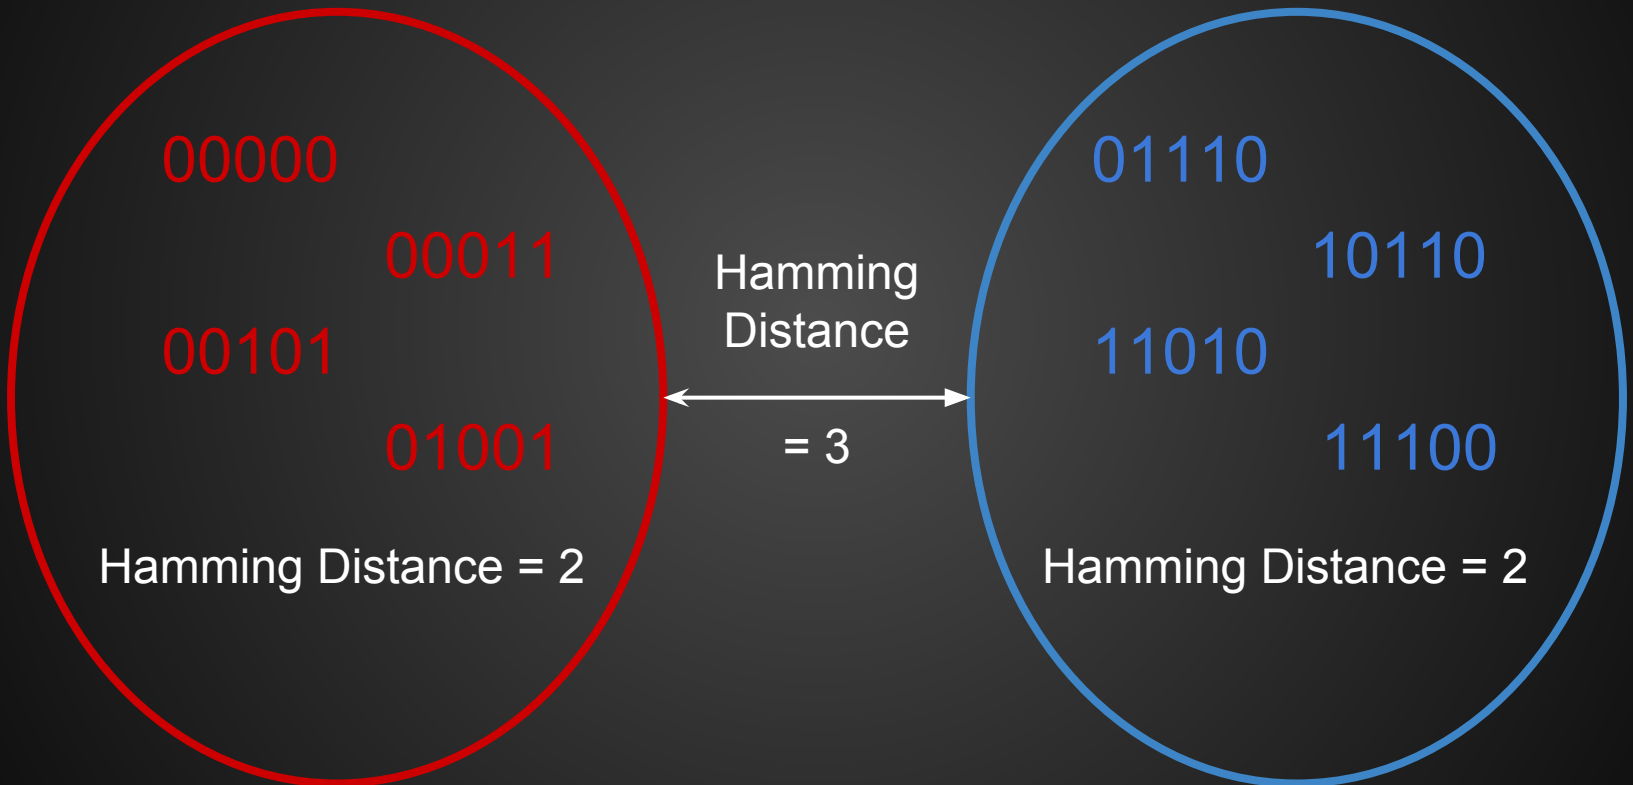 00000
00011
00101
01001
Hamming Distance = 2
Hamming
Distance
= 3
01110
10110
11010
11100
Hamming Distance = 2